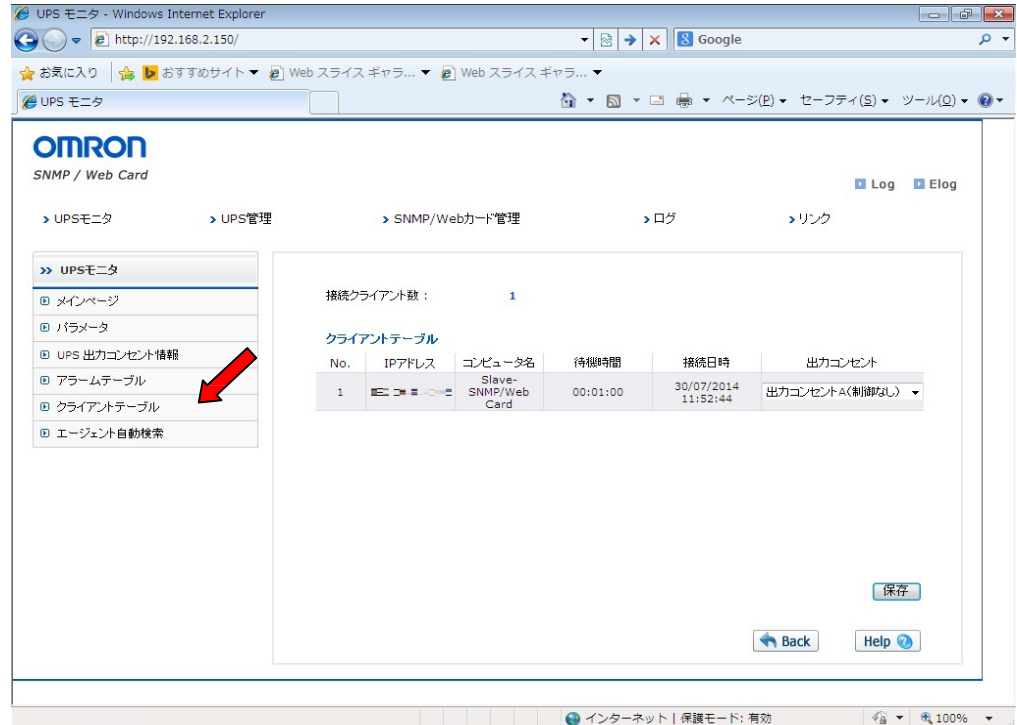 UPS モニタ - Windows Internet Explorer
http://192.168.2.150/
Google
お気に入り おすすめサイト Web スライス ギャラ... Web スライス ギャラ...
UPS モニタ
ページ(P) セーフティ(S) ツール(O)
OMRON
SNMP / Web Card
Log Elog
UPSモニタ UPS管理 SNMP/Webカード管理 ログ リンク
UPSモニタ
メインページ
パラメータ
UPS 出力コンセント情報
アラームテーブル
クライアントテーブル
エージェント自動検索
接続クライアント数： 1
クライアントテーブル
No. IPアドレス コンピュータ名 待機時間 接続日時 出力コンセント
1 Slave-SNMP/Web Card 00:01:00 30/07/2014 11:52:44 出力コンセントA(制御なし)
保存
Back Help
インターネット | 保護モード: 有効 100%